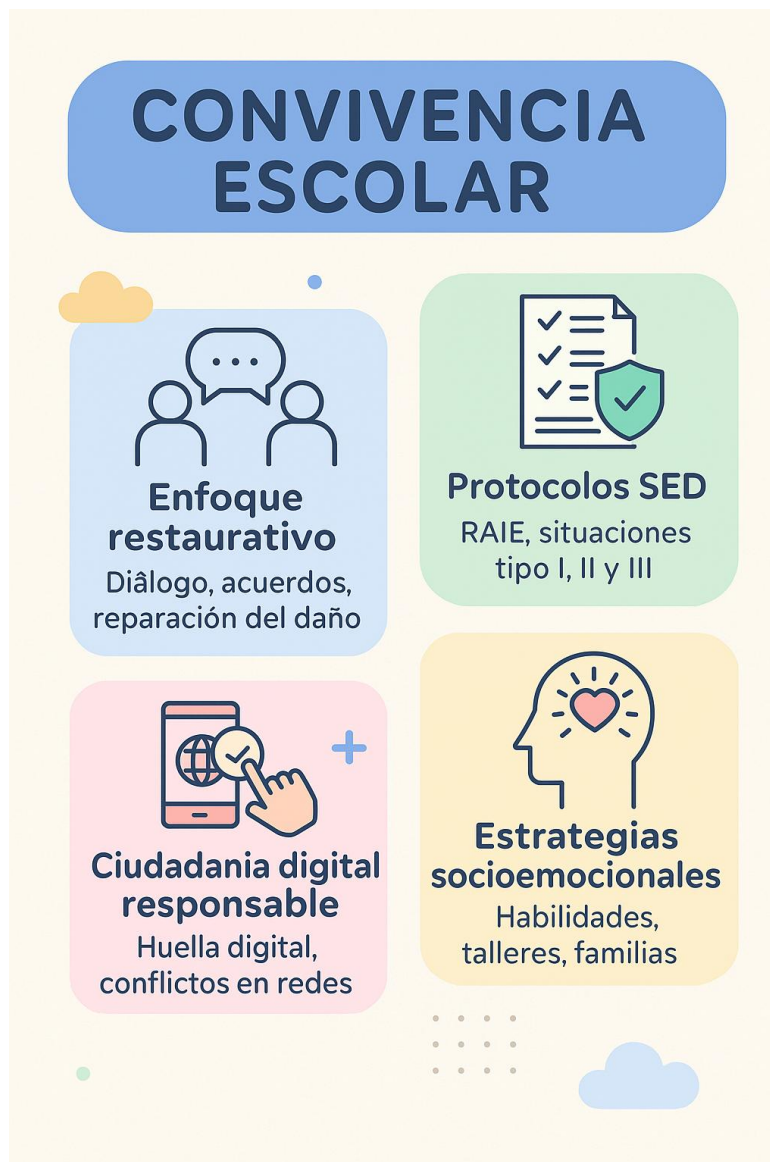 CONVIVENCIA
ESCOLAR
Enfoque
restaurativo
Diâlogo, acuerdos,
reparación del daño
Protocolos SED
RAIE, situaciones
tipo I, II y III
Ciudadania digital
responsable
Huella digital,
conflictos en redes
Estrategias
socioemocionales
Habilidades,
talleres, familias